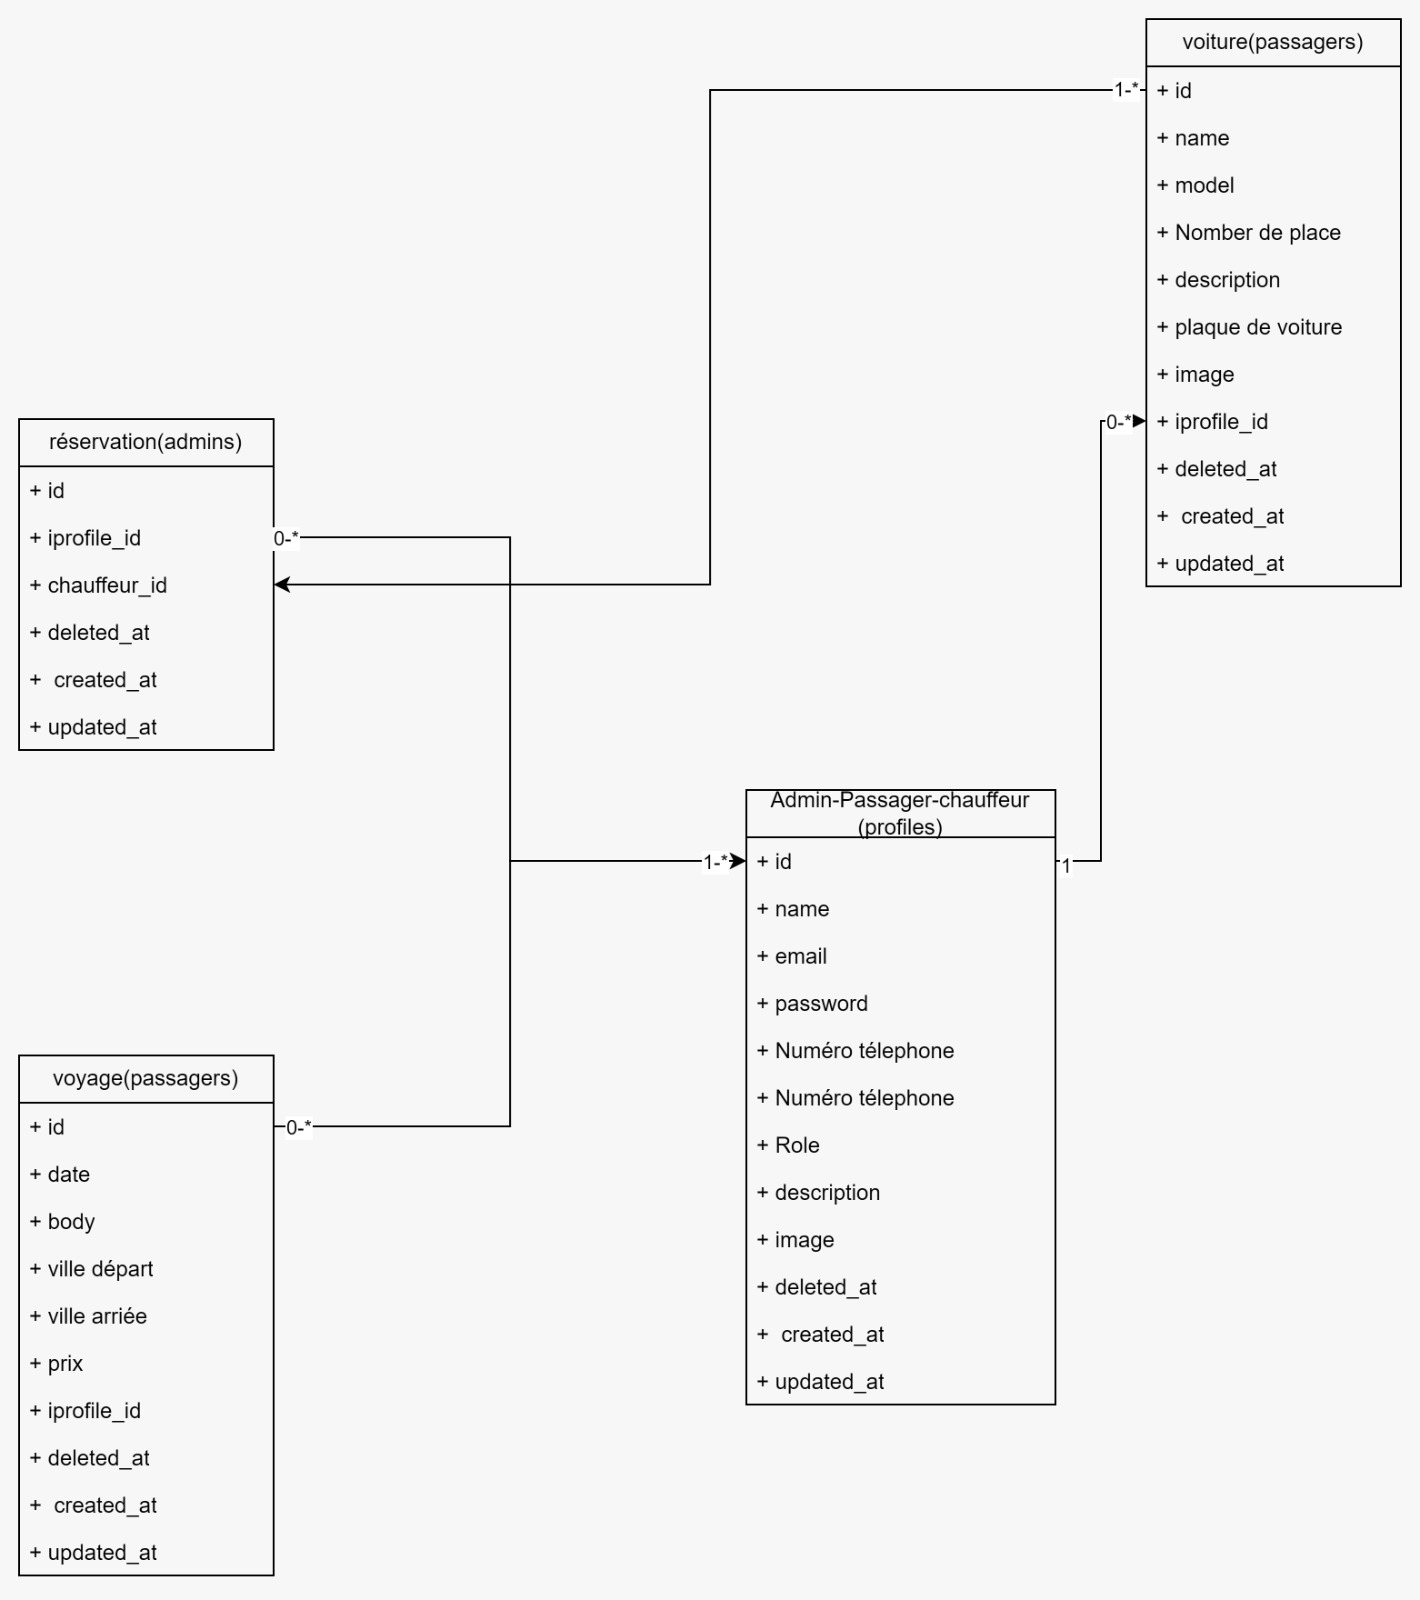 voiture(passagers)
+ id
+ name
+ model
+ Nomber de place
+ description
+ plaque de voiture
+ image
+ iprofile_id
+ deleted_at
+ created_at
+ updated_at
1-*
0-*
réservation(admins)
+ id
+ iprofile_id
+ chauffeur_id
+ deleted_at
+ created_at
+ updated_at
0-*
Admin-Passager-chauffeur
(profiles)
+ id
+ name
+ email
+ password
+ Numéro télephone
+ Numéro télephone
+ Role
+ description
+ image
+ deleted_at
+ created_at
+ updated_at
1-*
1
voyage(passagers)
+ id
+ date
+ body
+ ville départ
+ ville arriée
+ prix
+ iprofile_id
+ deleted_at
+ created_at
+ updated_at
0-*